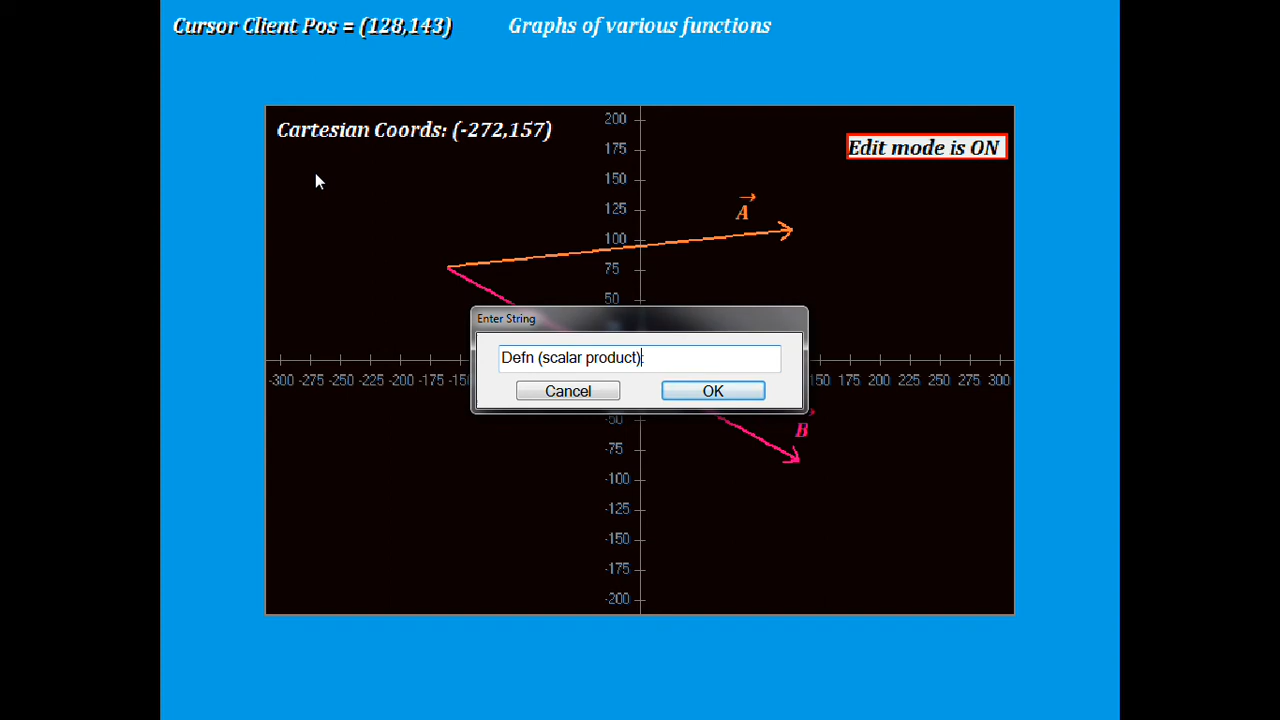 Cursor Client Pos = (128,143) Graphs of various functions
Cartesian Coords: (-272,157)
Edit mode is ON
200
175
150
125
100
75
50
A
Enter String
Defn (scalar product):
Cancel OK
-300 -275 -250 -225 -200 -175 -150 150 175 200 225 250 275 300
B
-50
-75
-100
-125
-150
-175
-200